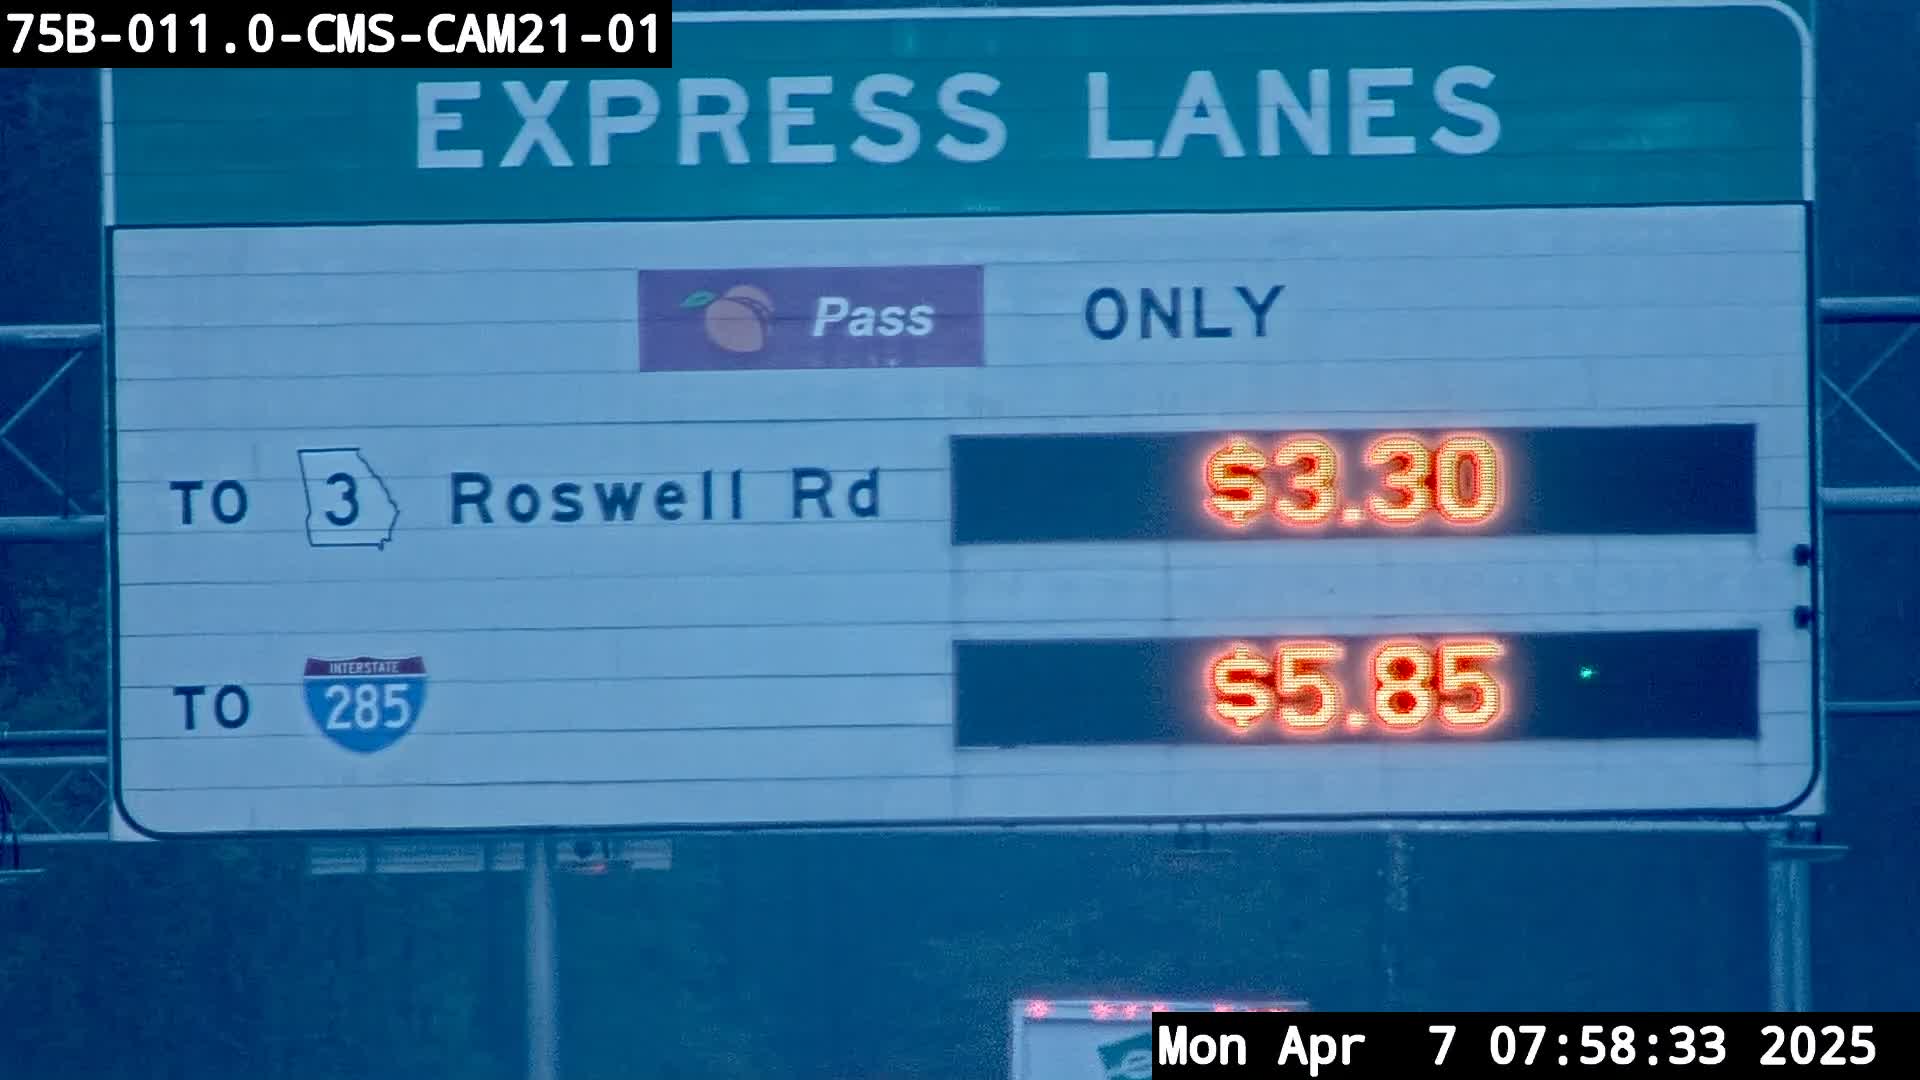 75B-011.0-CMS-CAM21-01
EXPRESS LANES
Pass ONLY
TO 3 Roswell Rd $3.30
INTERSTATE
TO 285 $5.85
Mon Apr 7 07:58:33 2025